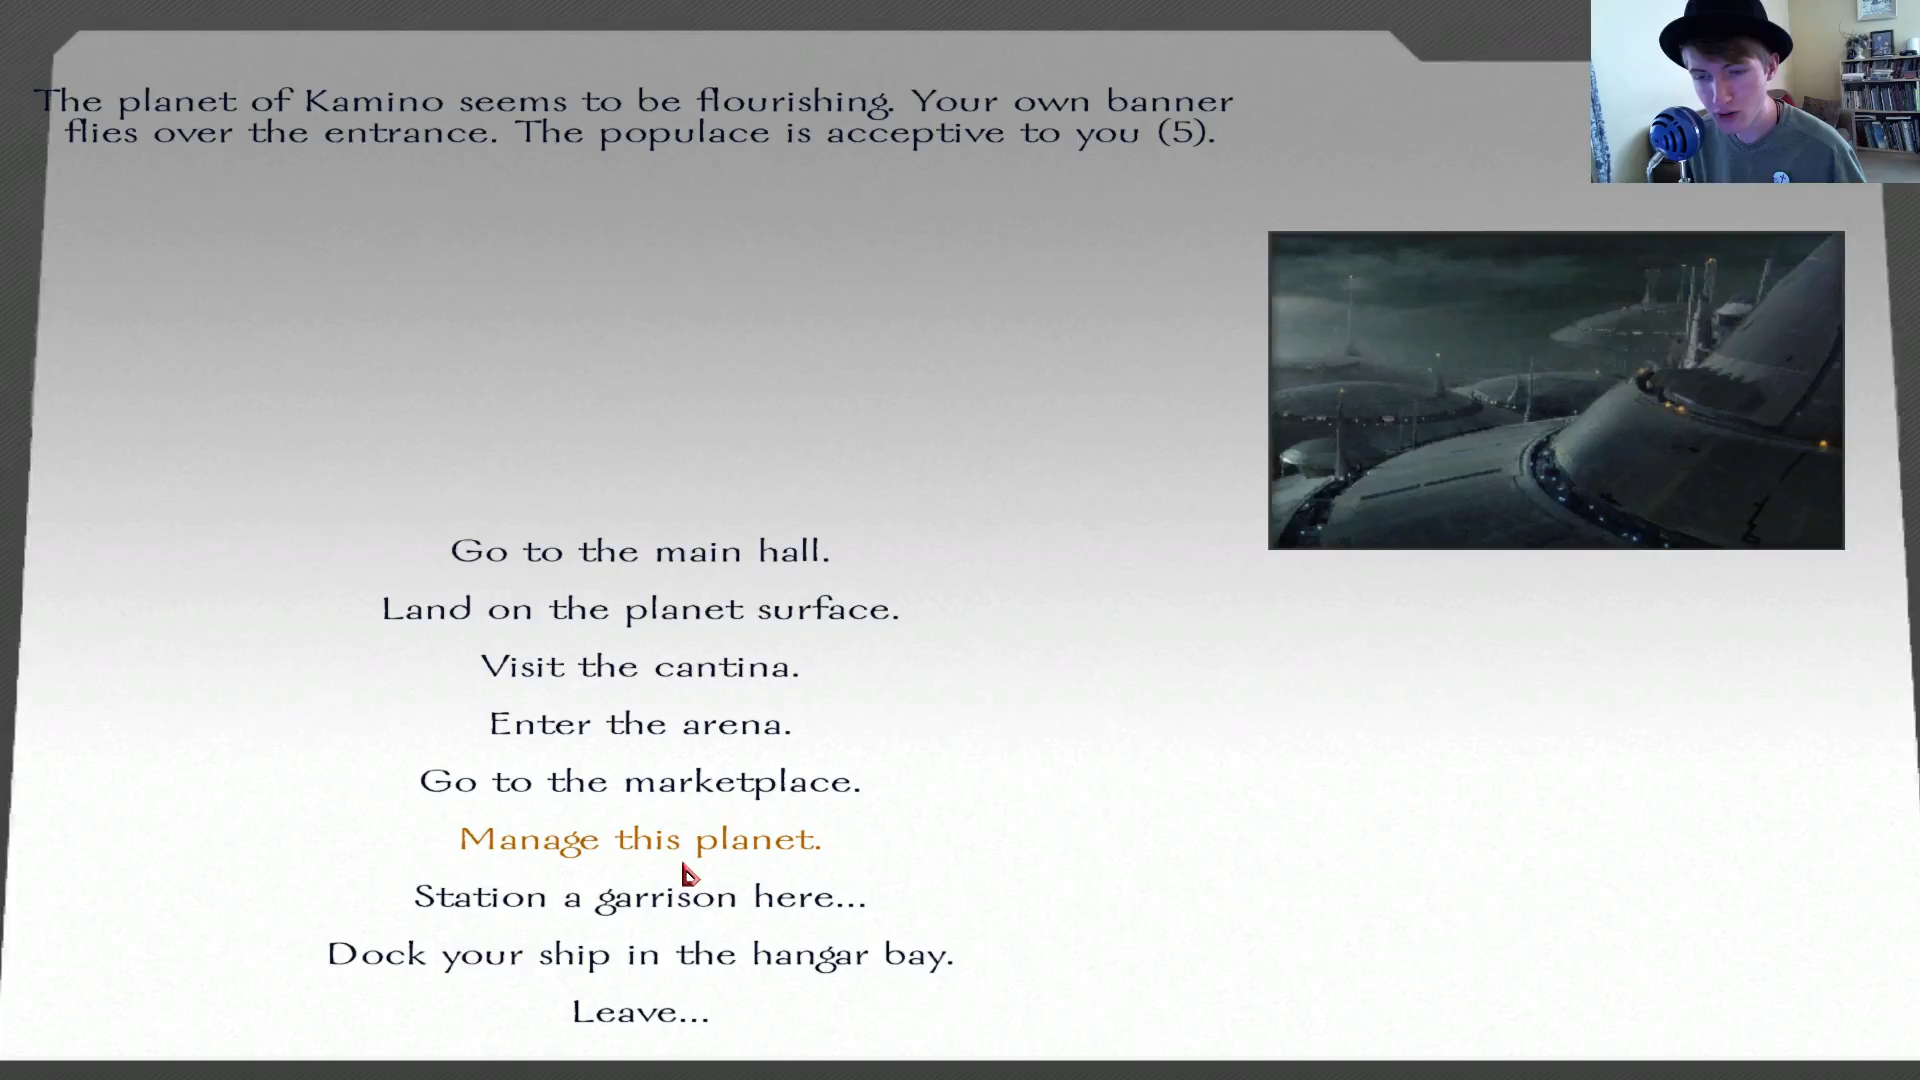 The planet of Kamino seems to be flourishing. Your own banner
flies over the entrance. The populace is acceptive to you (5).
Go to the main hall.
Land on the planet surface.
Visit the cantina.
Enter the arena.
Go to the marketplace.
Manage this planet.
Station a garrison here...
Dock your ship in the hangar bay.
Leave...